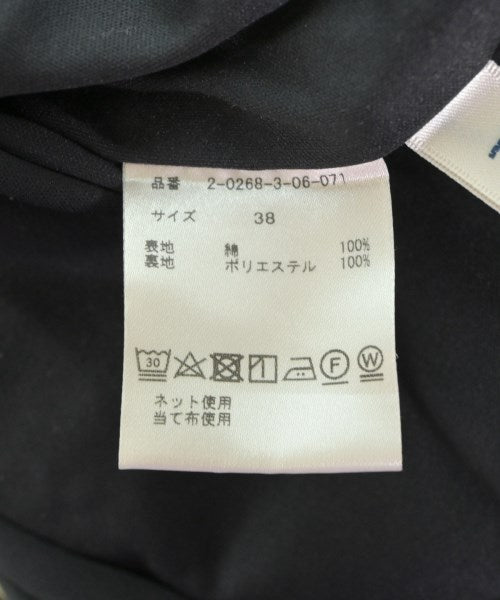 品番 2-0268-3-06-071
サイズ 38
表地 綿 100%
裏地 ポリエステル 100%
30 F W
ネット使用
当て布使用